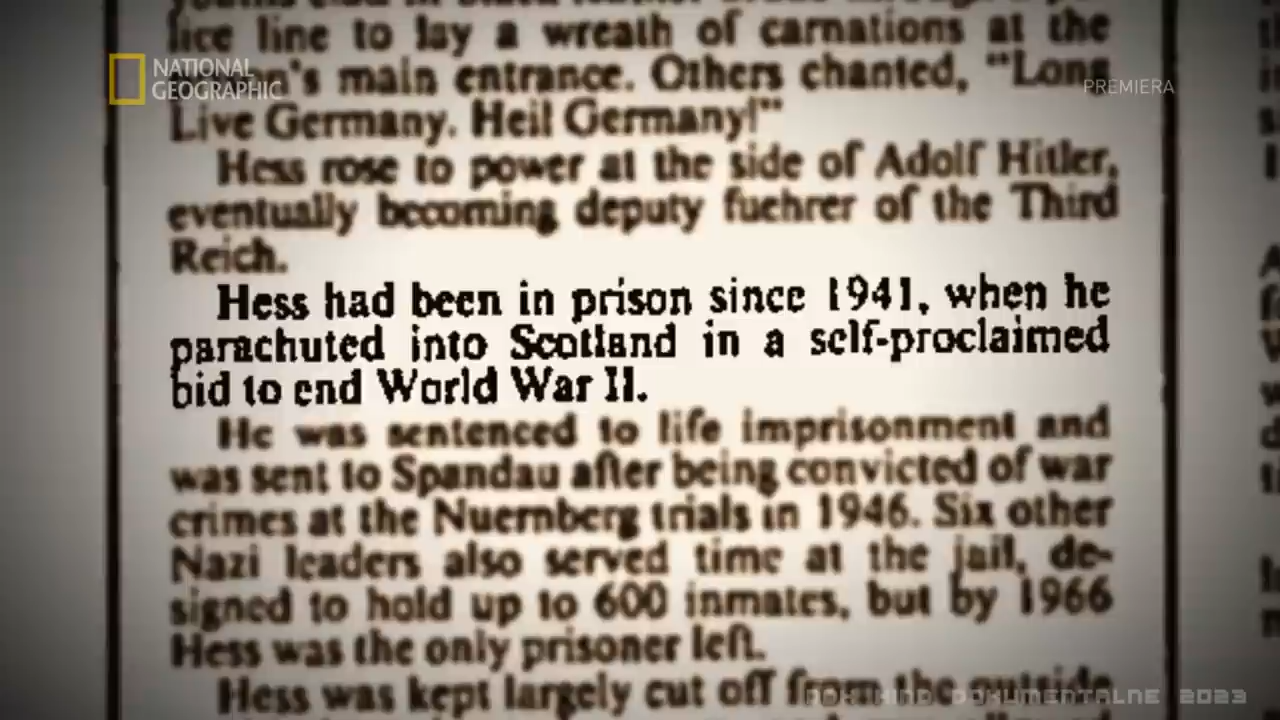 lice line to lay a wreath of carnations at the
NATIONAL
GEOGRAPHIC
main entrance. Others chanted, "Long
PREMIERA
Live Germany. Heil Germany!"
Hess rose to power at the side of Adolf Hitler,
eventually becoming deputy fuehrer of the Third
Reich.
Hess had been in prison since 1941, when he
parachuted into Scotland in a self-proclaimed
bid to end World War II.
He was sentenced to life imprisonment and
was sent to Spandau after being convicted of war
crimes at the Nuernberg trials in 1946. Six other
Nazi leaders also served time at the jail, de-
signed to hold up to 600 inmates, but by 1966
Hess was the only prisoner left.
Hess was kept largely cut off from the outside
KINO DOKUMENTALNE 2023